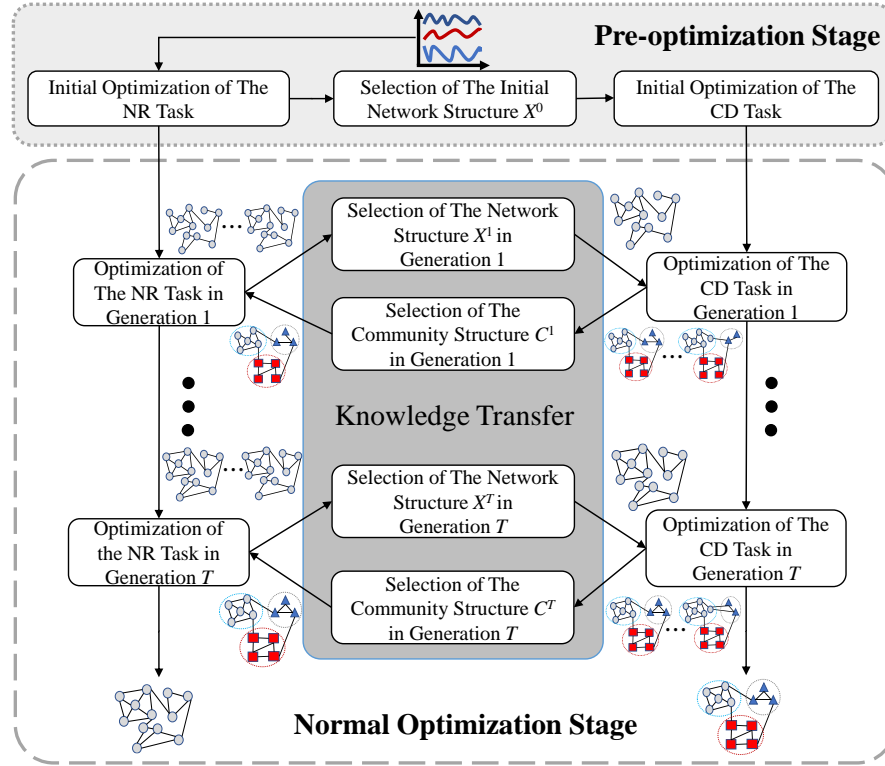 Pre-optimization Stage
Initial Optimization of The
NR Task
Selection of The Initial
Network Structure X⁰
Initial Optimization of The
CD Task
Selection of The Network
Structure X¹ in
Generation 1
Optimization of
The NR Task in
Generation 1
Optimization of The
CD Task in
Generation 1
Selection of The
Community Structure C¹
in Generation 1
Knowledge Transfer
Selection of The Network
Structure Xᵀ in
Generation T
Optimization of
the NR Task in
Generation T
Optimization of The
CD Task in
Generation T
Selection of The
Community Structure Cᵀ
in Generation T
Normal Optimization Stage